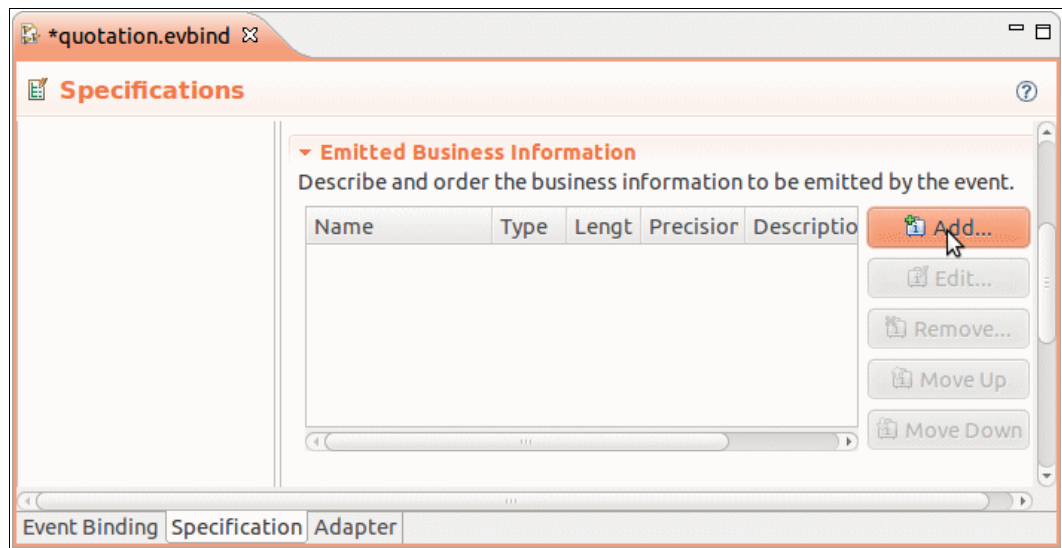 *quotation.evbind
Specifications
Emitted Business Information
Describe and order the business information to be emitted by the event.
Name Type Lengt Precisior Descriptio
Add...
Edit...
Remove...
Move Up
Move Down
Event Binding Specification Adapter